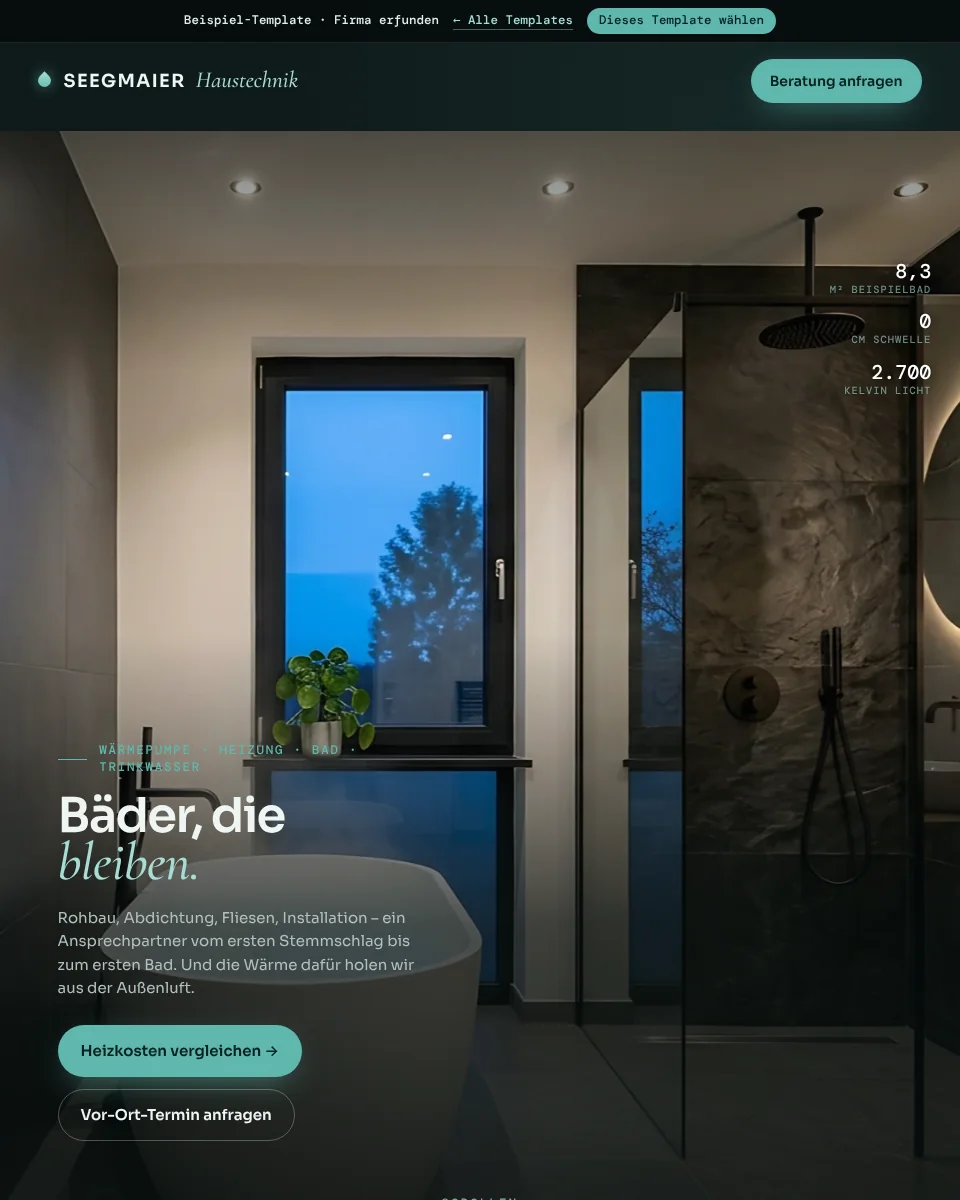 Beispiel-Template · Firma erfunden ← Alle Templates Dieses Template wählen
SEEGMAIER Haustechnik
Beratung anfragen
8,3
M² BEISPIELBAD
0
CM SCHWELLE
2.700
KELVIN LICHT
WÄRMEPUMPE · HEIZUNG · BAD ·
TRINKWASSER
Bäder, die
bleiben.
Rohbau, Abdichtung, Fliesen, Installation – ein
Ansprechpartner vom ersten Stemmschlag bis
zum ersten Bad. Und die Wärme dafür holen wir
aus der Außenluft.
Heizkosten vergleichen →
Vor-Ort-Termin anfragen